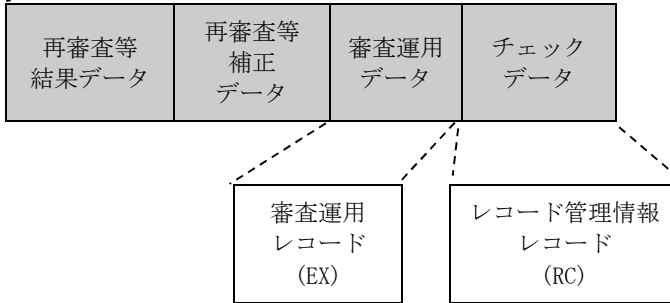 再審査等
結果データ
再審査等
補正
データ
審査運用
データ
チェック
データ
審査運用
レコード
(EX)
レコード管理情報
レコード
(RC)